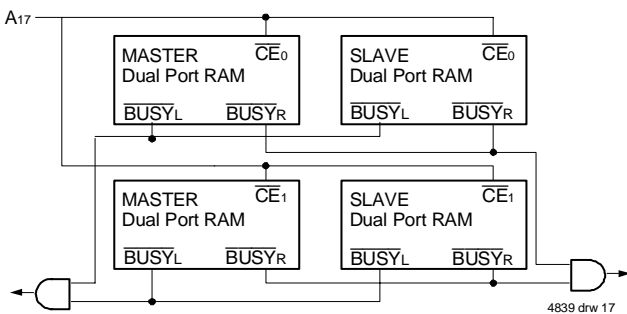 A17
MASTER CE0
Dual Port RAM
BUSYL BUSYR
SLAVE CE0
Dual Port RAM
BUSYL BUSYR
MASTER CE1
Dual Port RAM
BUSYL BUSYR
SLAVE CE1
Dual Port RAM
BUSYL BUSYR
4839 drw 17